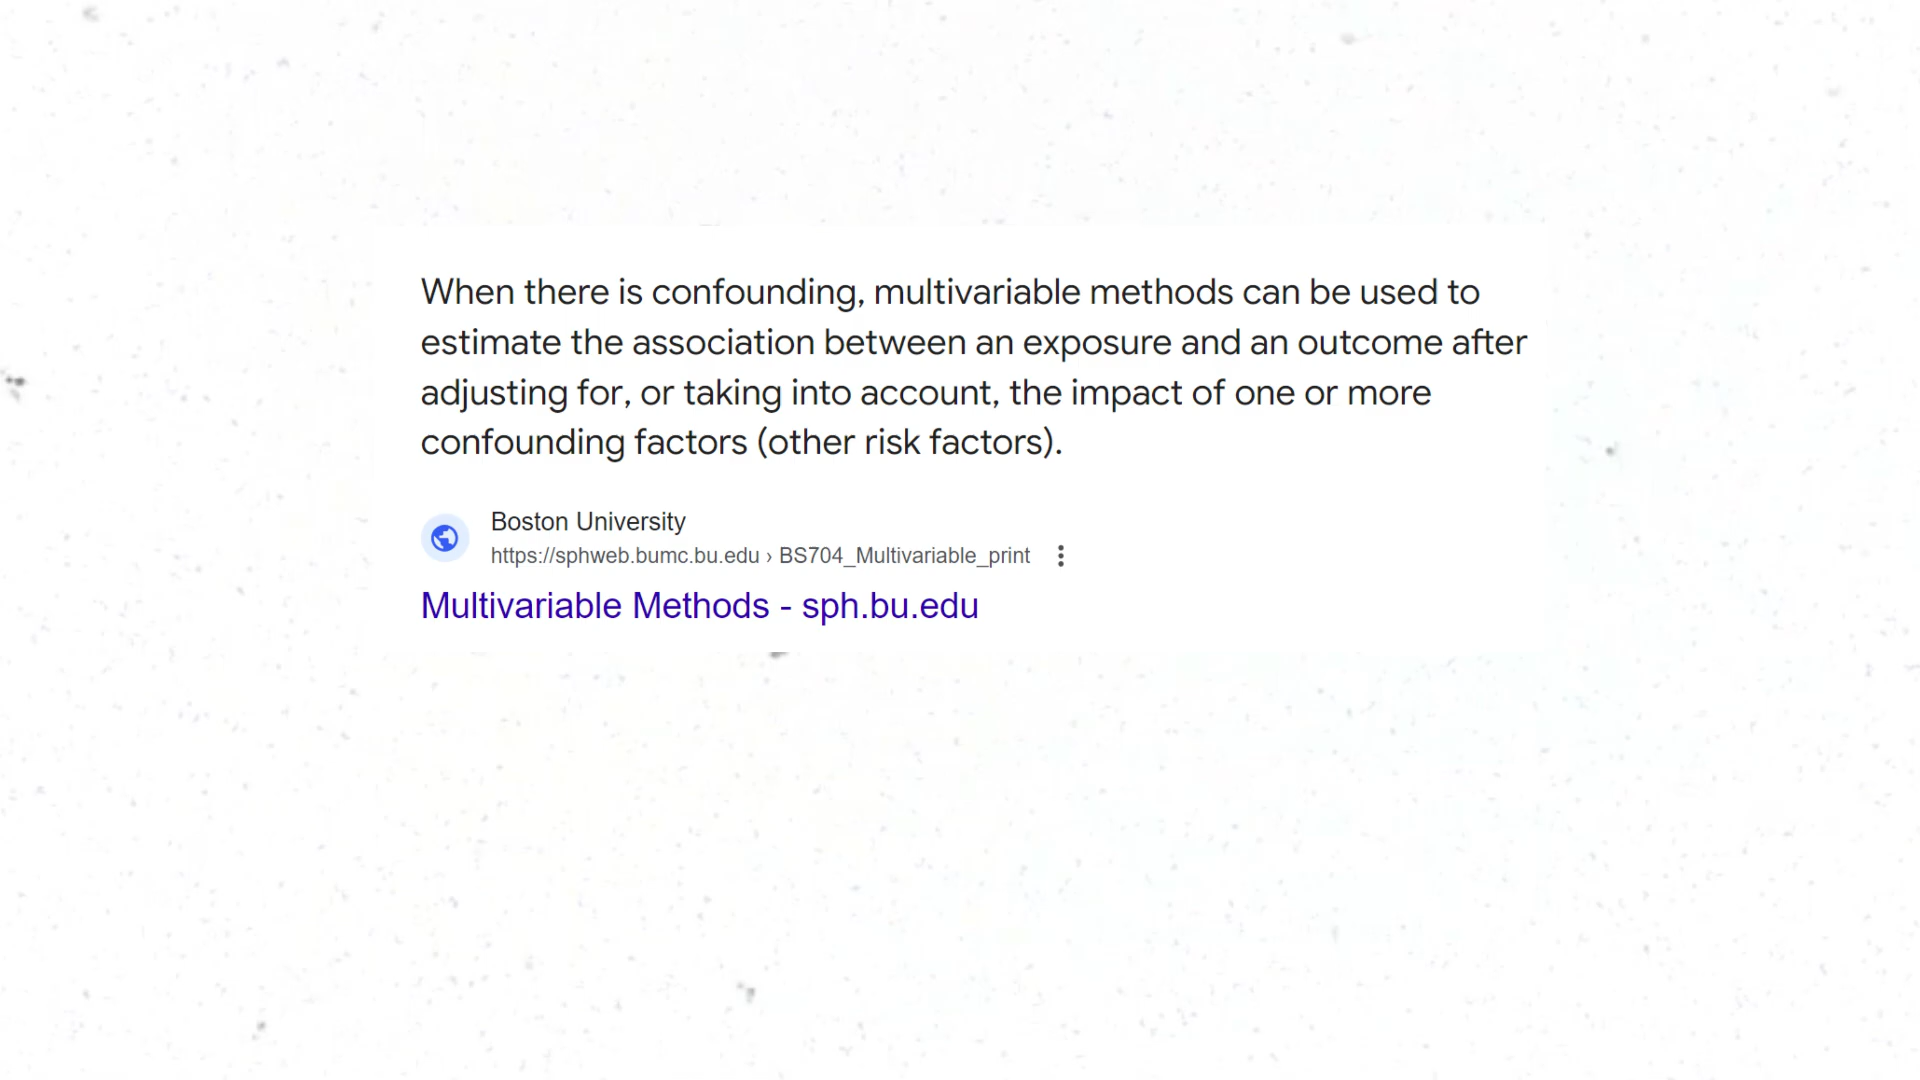 When there is confounding, multivariable methods can be used to
estimate the association between an exposure and an outcome after
adjusting for, or taking into account, the impact of one or more
confounding factors (other risk factors).
Boston University
https://sphweb.bumc.bu.edu › BS704_Multivariable_print
Multivariable Methods - sph.bu.edu